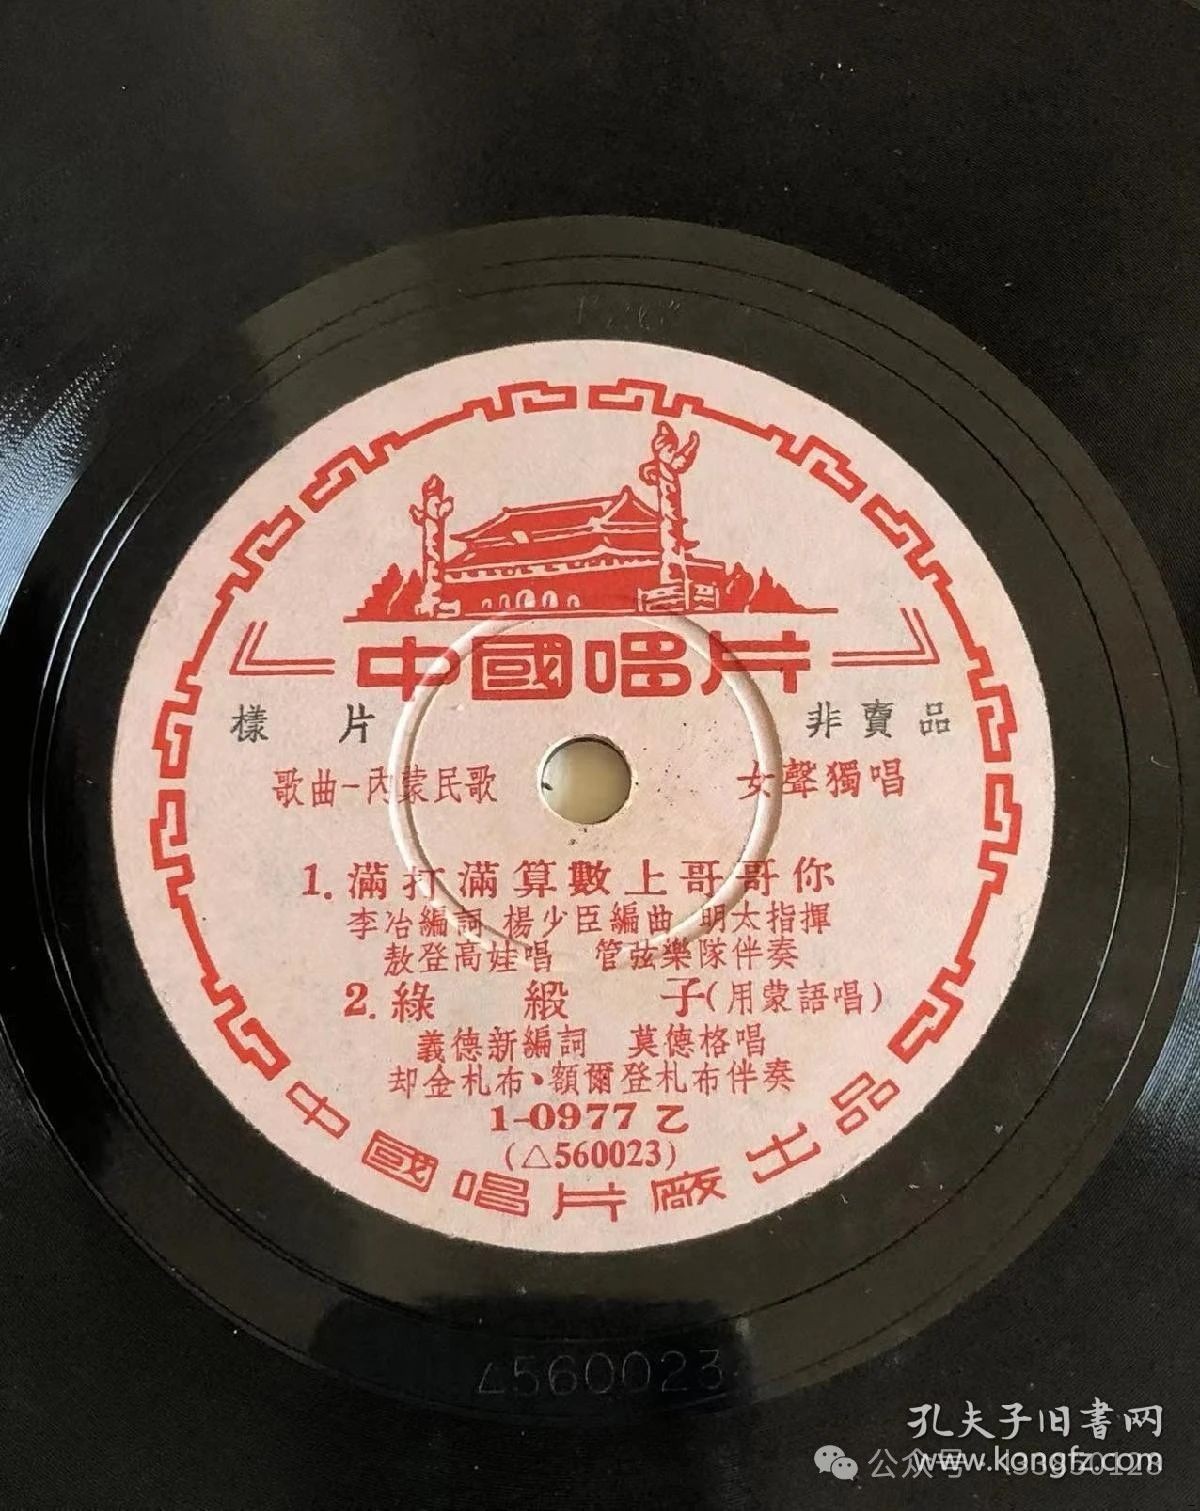 中國唱片
樣片 非賣品
歌曲—內蒙民歌 女聲獨唱
1. 滿打滿算數上哥哥你
李冶編詞 楊少臣編曲 明太指揮
敖登高娃唱 管弦樂隊伴奏
2. 綠緞子(用蒙語唱)
義德新編詞 莫德格唱
却金札布、額爾登札布伴奏
1-0977乙
(△560023)
中國唱片廠出品
△560023
孔夫子旧书网
www.kongfz.com
公众号